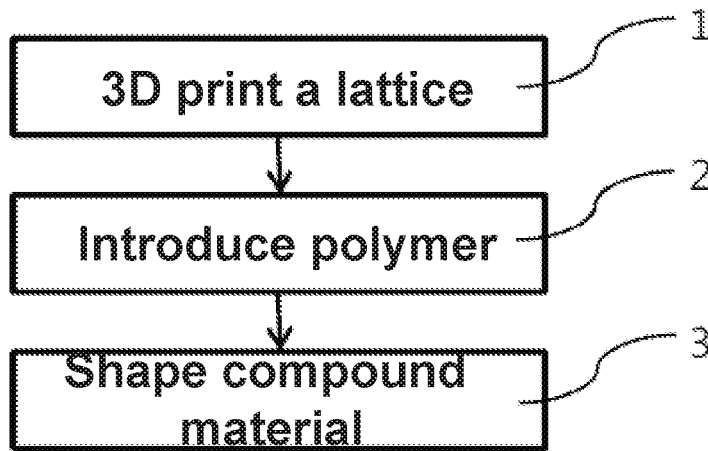 1
3D print a lattice
2
Introduce polymer
3
Shape compound
material